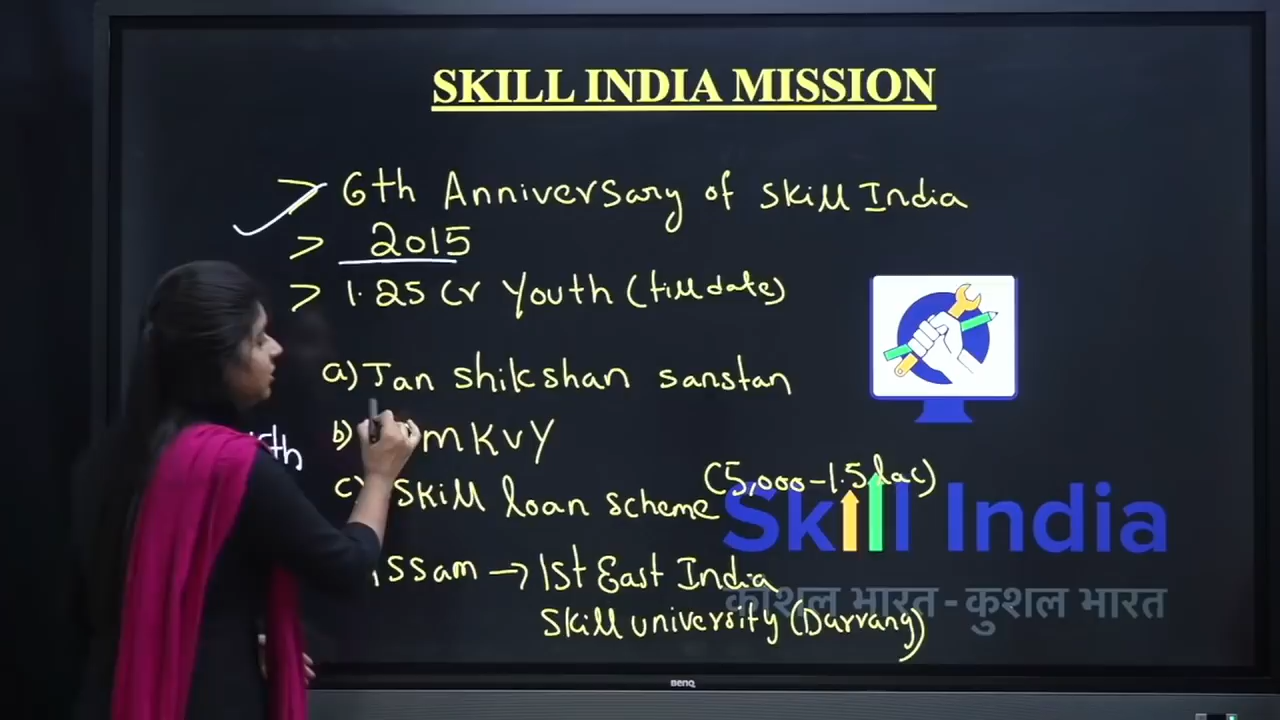 SKILL INDIA MISSION
> 6th Anniversary of Skill India
> 2015
> 1.25 Cr Youth (till date)
a) Jan shikshan sanstan
b) mKVY
th
c) Skill loan scheme (5,000-1.5 lac)
Skill India
ssam → 1st East India
कौशल भारत - कुशल भारत
Skill university (Darrang)
BenQ